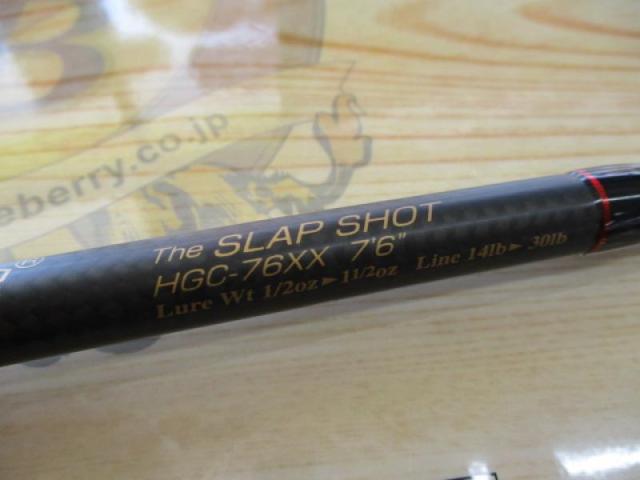 eberry.co.jp
®
The SLAP SHOT
HGC-76XX 7'6"
Lure Wt 1/2oz►1 1/2oz Line 14lb►30lb